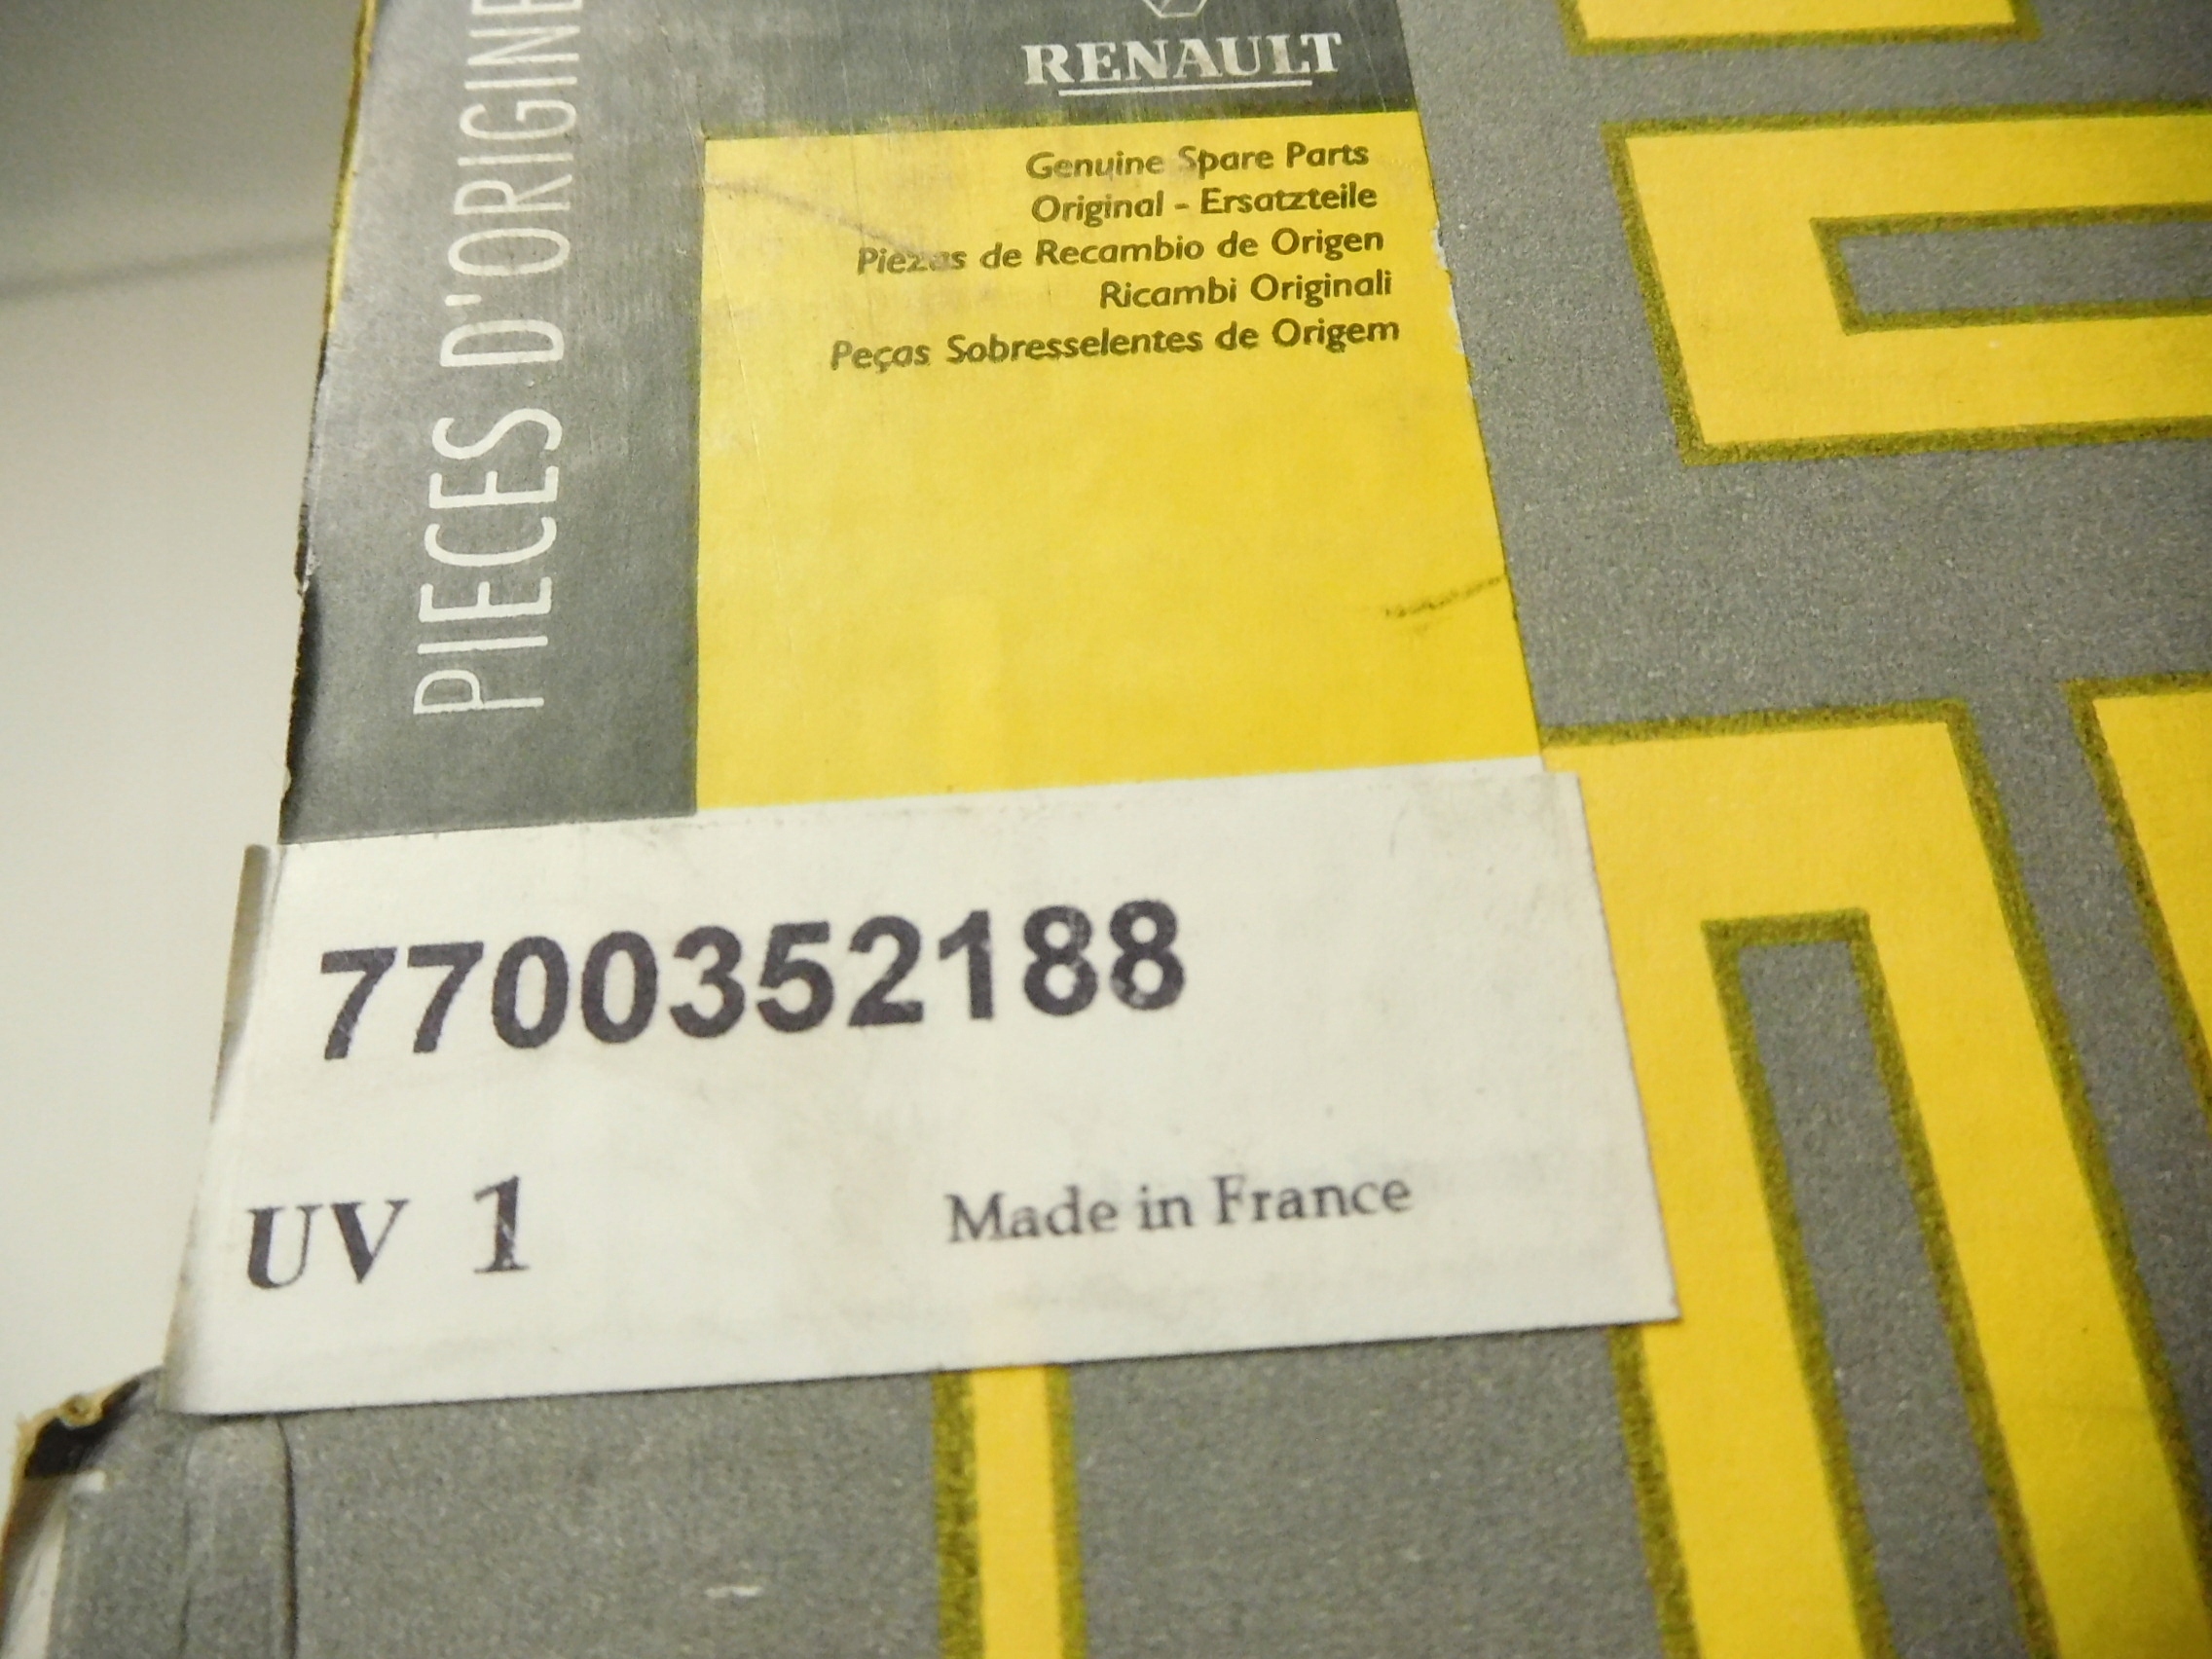 PIECES D'ORIGINE
RENAULT
Genuine Spare Parts
Original - Ersatzteile
Piezas de Recambio de Origen
Ricambi Originali
Peças Sobresselentes de Origem
7700352188
UV 1
Made in France